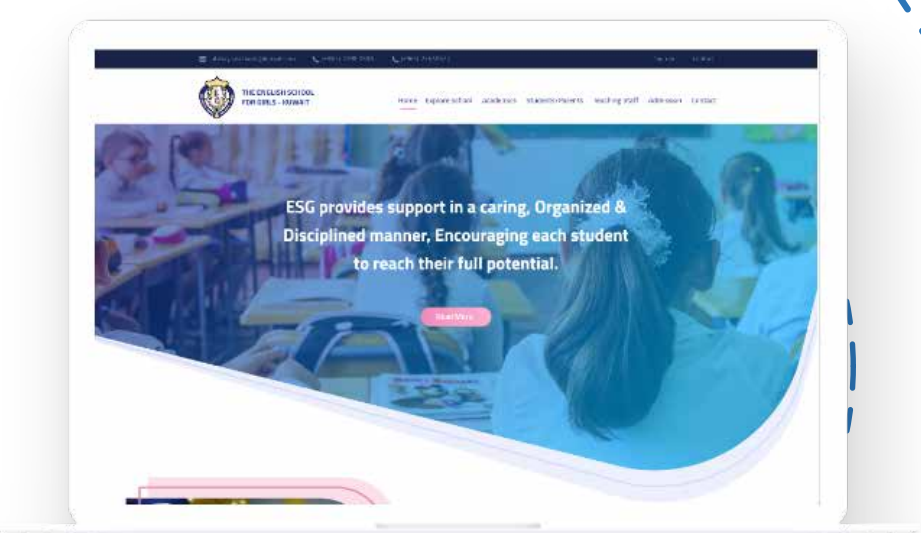 THE ENGLISH SCHOOL
FOR GIRLS - KUWAIT
Home Explore School Academics Students/Parents Teaching Staff Admission Contact
ESG provides support in a caring, Organized &
Disciplined manner, Encouraging each student
to reach their full potential.
Read More